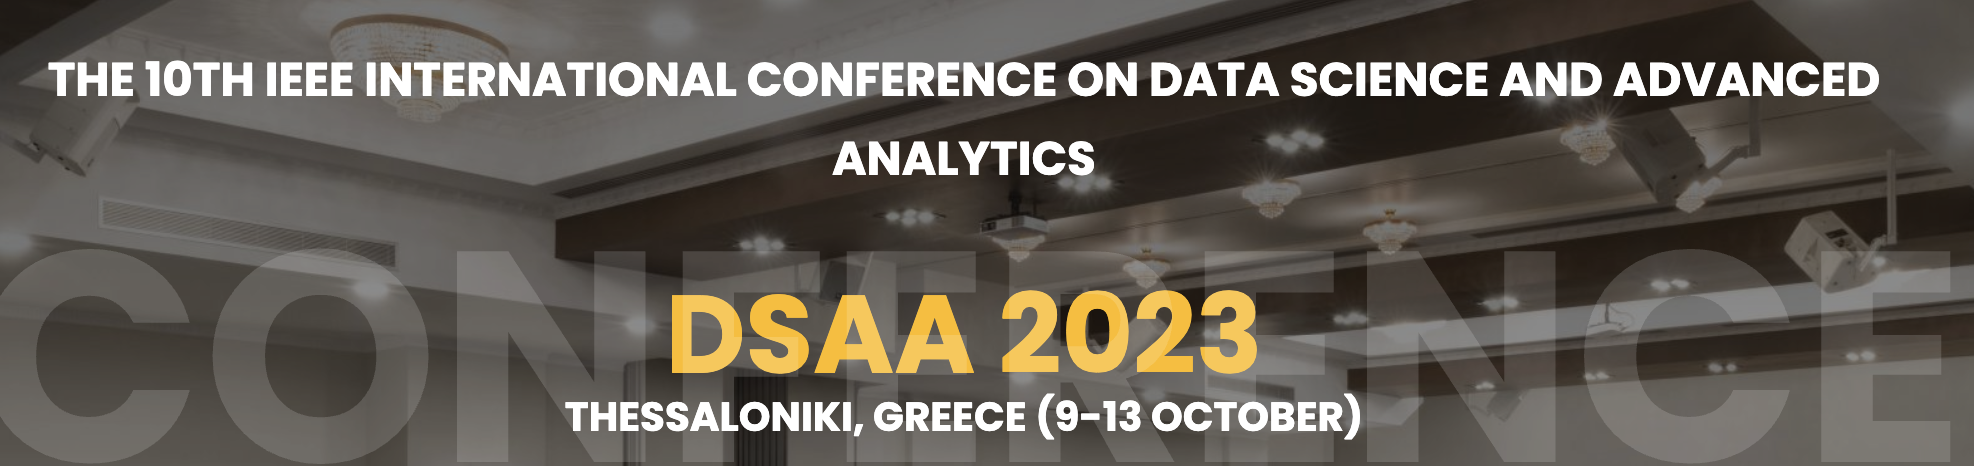 THE 10TH IEEE INTERNATIONAL CONFERENCE ON DATA SCIENCE AND ADVANCED
ANALYTICS
CONFERENCE
DSAA 2023
THESSALONIKI, GREECE (9-13 OCTOBER)